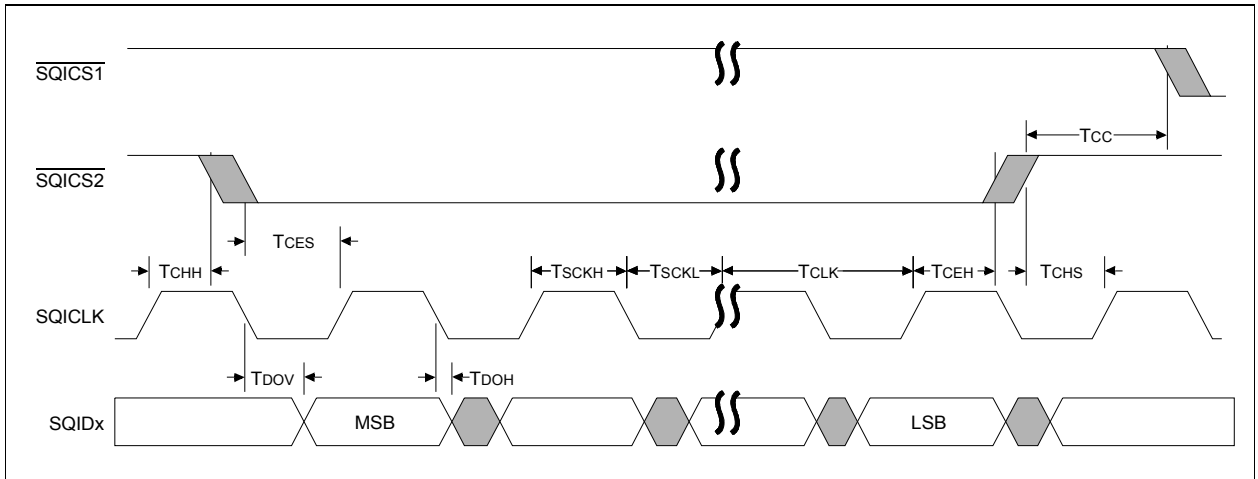 SQICS1
TCC
SQICS2
TCES
TCHH TSCKH TSCKL TCLK TCEH TCHS
SQICLK
TDOV TDOH
SQIDx MSB LSB